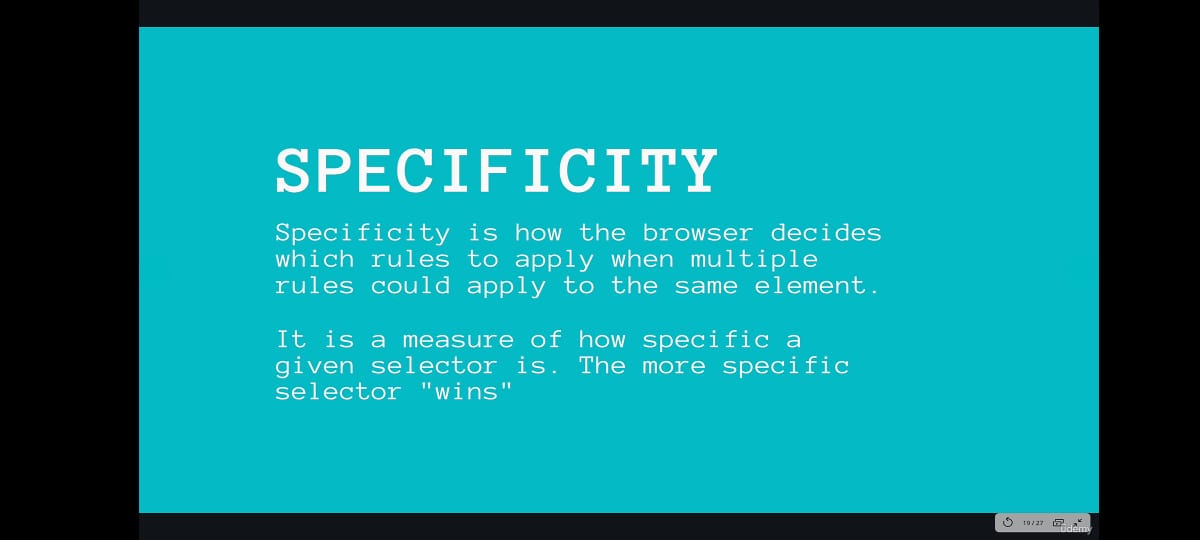 SPECIFICITY
Specificity is how the browser decides
which rules to apply when multiple
rules could apply to the same element.
It is a measure of how specific a
given selector is. The more specific
selector "wins"
19 / 27
ûdemy